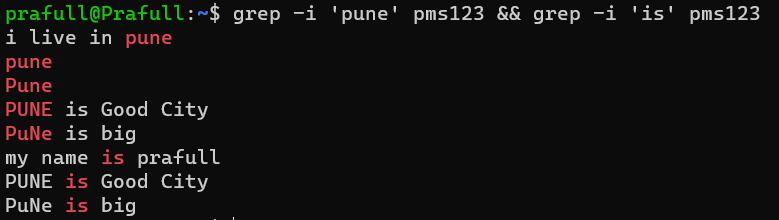 prafull@Prafull:~$ grep -i 'pune' pms123 && grep -i 'is' pms123
i live in pune
pune
Pune
PUNE is Good City
PuNe is big
my name is prafull
PUNE is Good City
PuNe is big